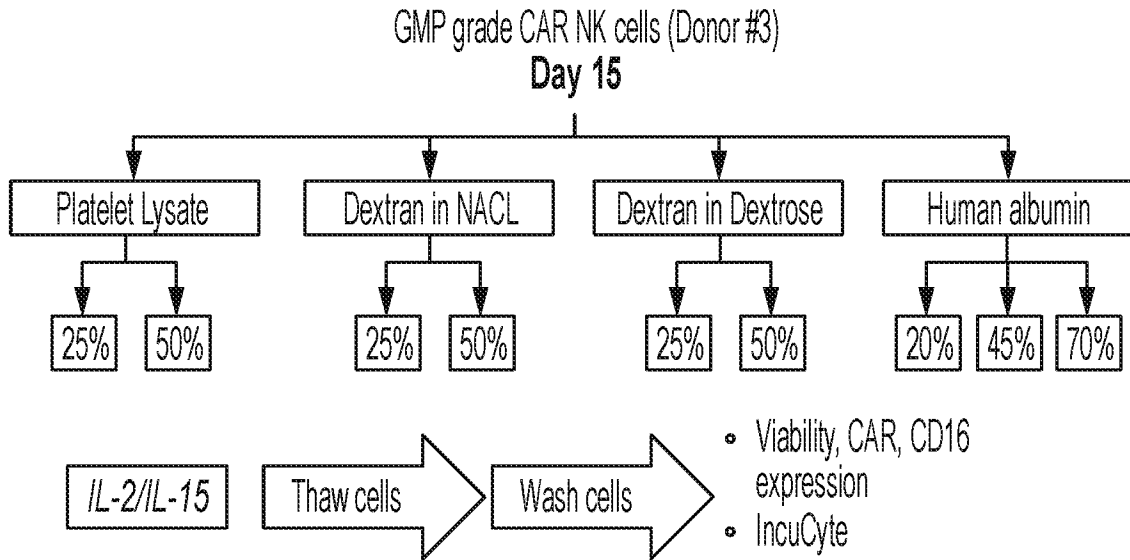 GMP grade CAR NK cells (Donor #3)
Day 15
Platelet Lysate
Dextran in NACL
Dextran in Dextrose
Human albumin
25%
50%
25%
50%
25%
50%
20%
45%
70%
IL-2/IL-15
Thaw cells
Wash cells
• Viability, CAR, CD16
expression
• IncuCyte